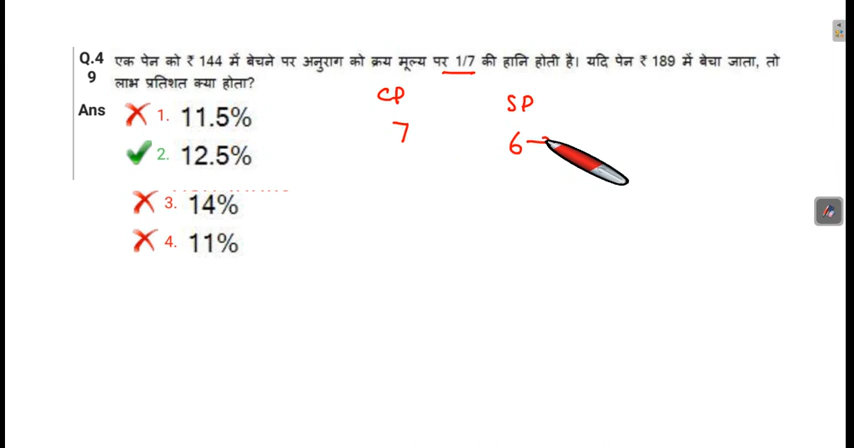 Q.4 एक पेन को ₹ 144 में बेचने पर अनुराग को क्रय मूल्य पर 1/7 की हानि होती है। यदि पेन ₹ 189 में बेचा जाता, तो
9 लाभ प्रतिशत क्या होता?
CP SP
Ans 1. 11.5%
7 6
2. 12.5%
3. 14%
4. 11%